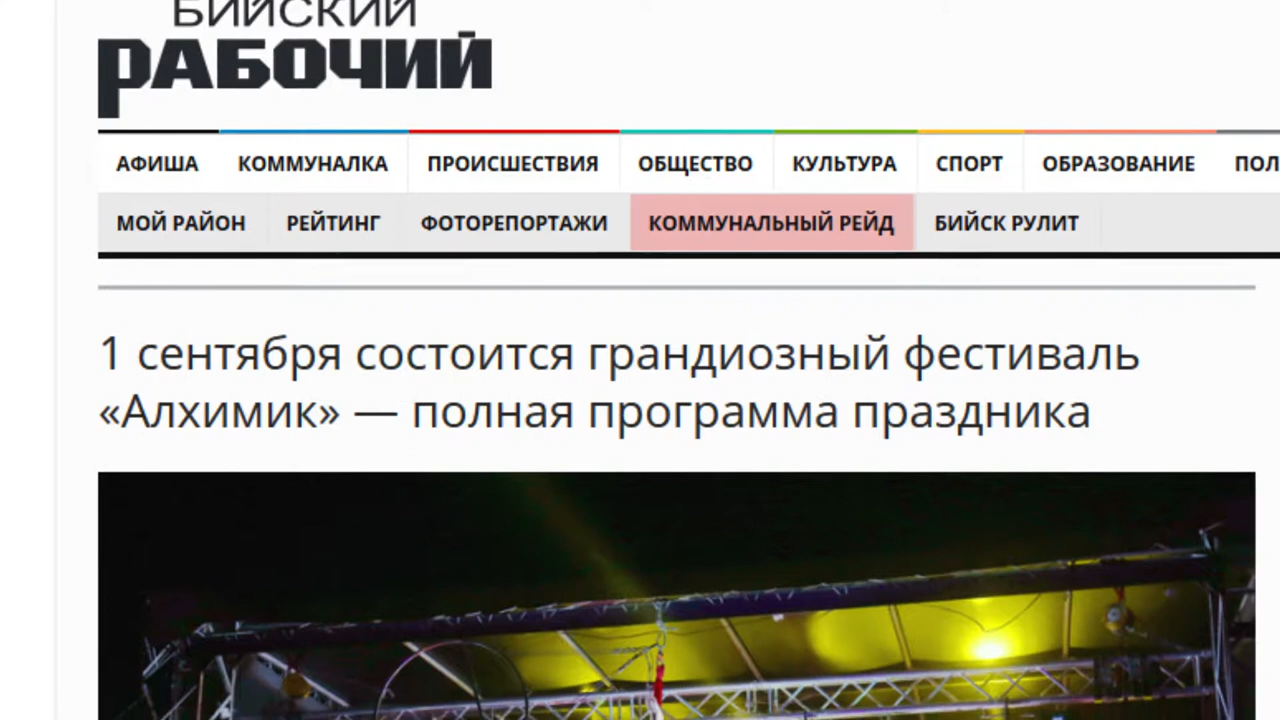 БИЙСКИЙ
РАБОЧИЙ
АФИША КОММУНАЛКА ПРОИСШЕСТВИЯ ОБЩЕСТВО КУЛЬТУРА СПОРТ ОБРАЗОВАНИЕ
МОЙ РАЙОН РЕЙТИНГ ФОТОРЕПОРТАЖИ КОММУНАЛЬНЫЙ РЕЙД БИЙСК РУЛИТ
1 сентября состоится грандиозный фестиваль
«Алхимик» — полная программа праздника